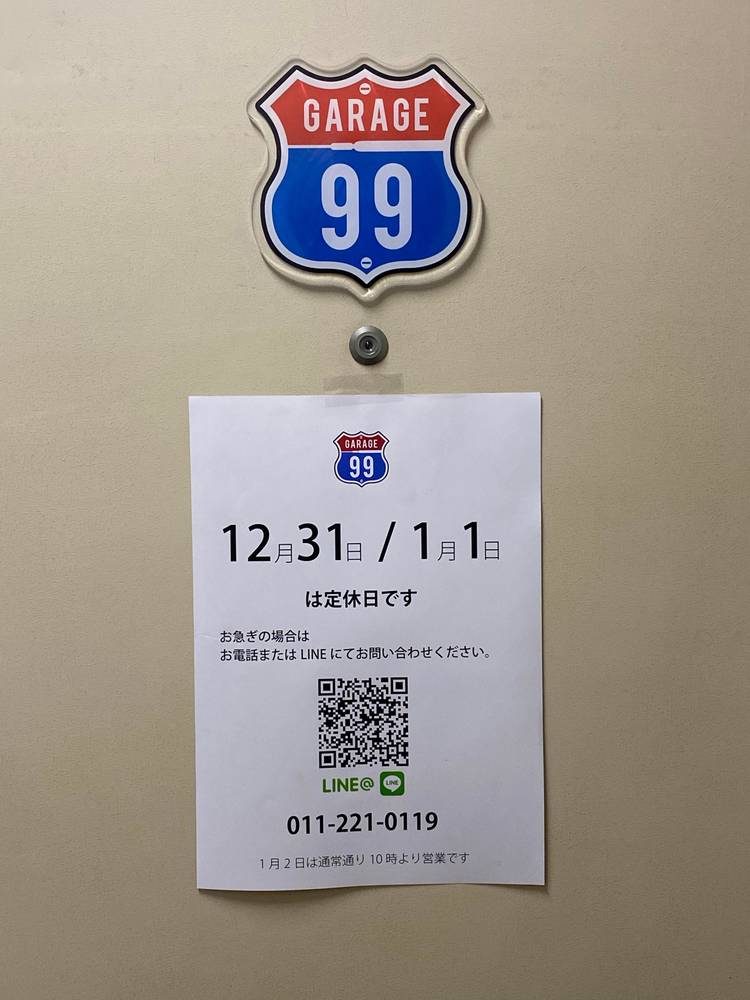 GARAGE
99
GARAGE
99
12月31日 / 1月1日
は定休日です
お急ぎの場合は
お電話または LINE にてお問い合わせください。
LINE@ LINE
011-221-0119
1月2日は通常通り10時より営業です